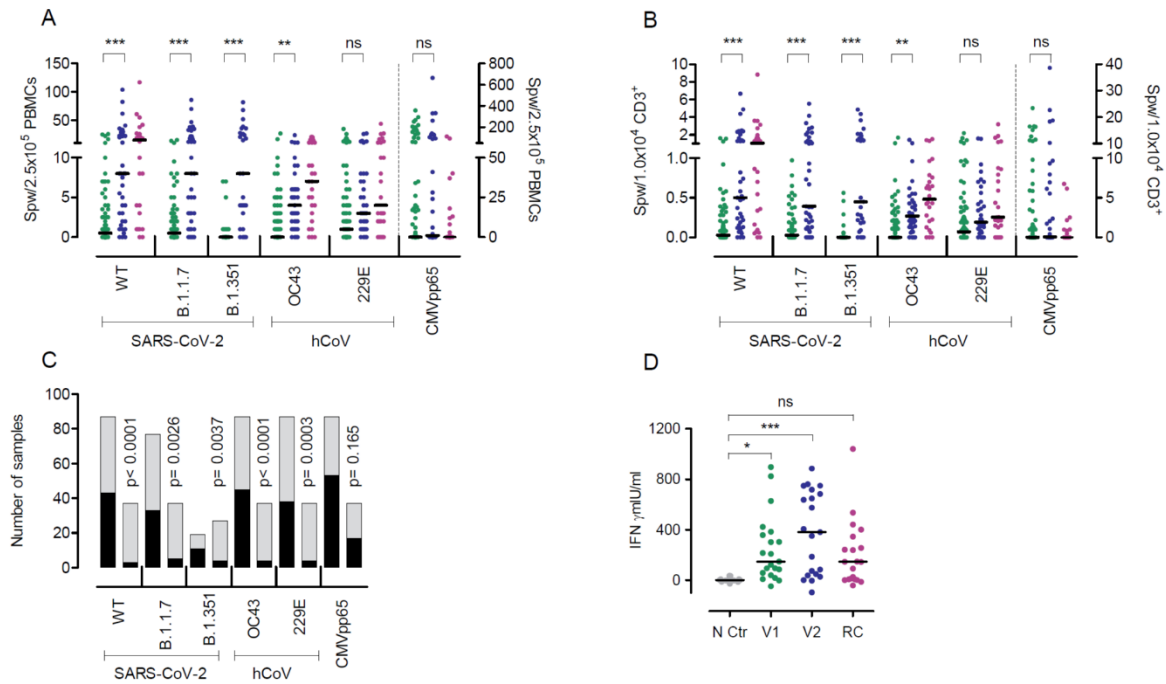 A
*** *** *** ** ns ns
Spw/2.5x10⁵ PBMCs
150
100
50
10
5
0
800
600
400
200
50
25
0
Spw/2.5x10⁵ PBMCs
WT
B.1.1.7
B.1.351
OC43
229E
CMVpp65
SARS-CoV-2
hCoV
B
*** *** *** ** ns ns
Spw/1.0x10⁴ CD3⁺
10
8
6
4
2
1.0
0.5
0.0
40
30
20
10
10
5
0
Spw/1.0x10⁴ CD3⁺
WT
B.1.1.7
B.1.351
OC43
229E
CMVpp65
SARS-CoV-2
hCoV
C
Number of samples
100
80
60
40
20
0
p< 0.0001
p= 0.0026
p= 0.0037
p< 0.0001
p= 0.0003
p= 0.165
WT
B.1.1.7
B.1.351
OC43
229E
CMVpp65
SARS-CoV-2
hCoV
D
ns
***
*
IFN γmIU/ml
1200
800
400
0
N Ctr V1 V2 RC